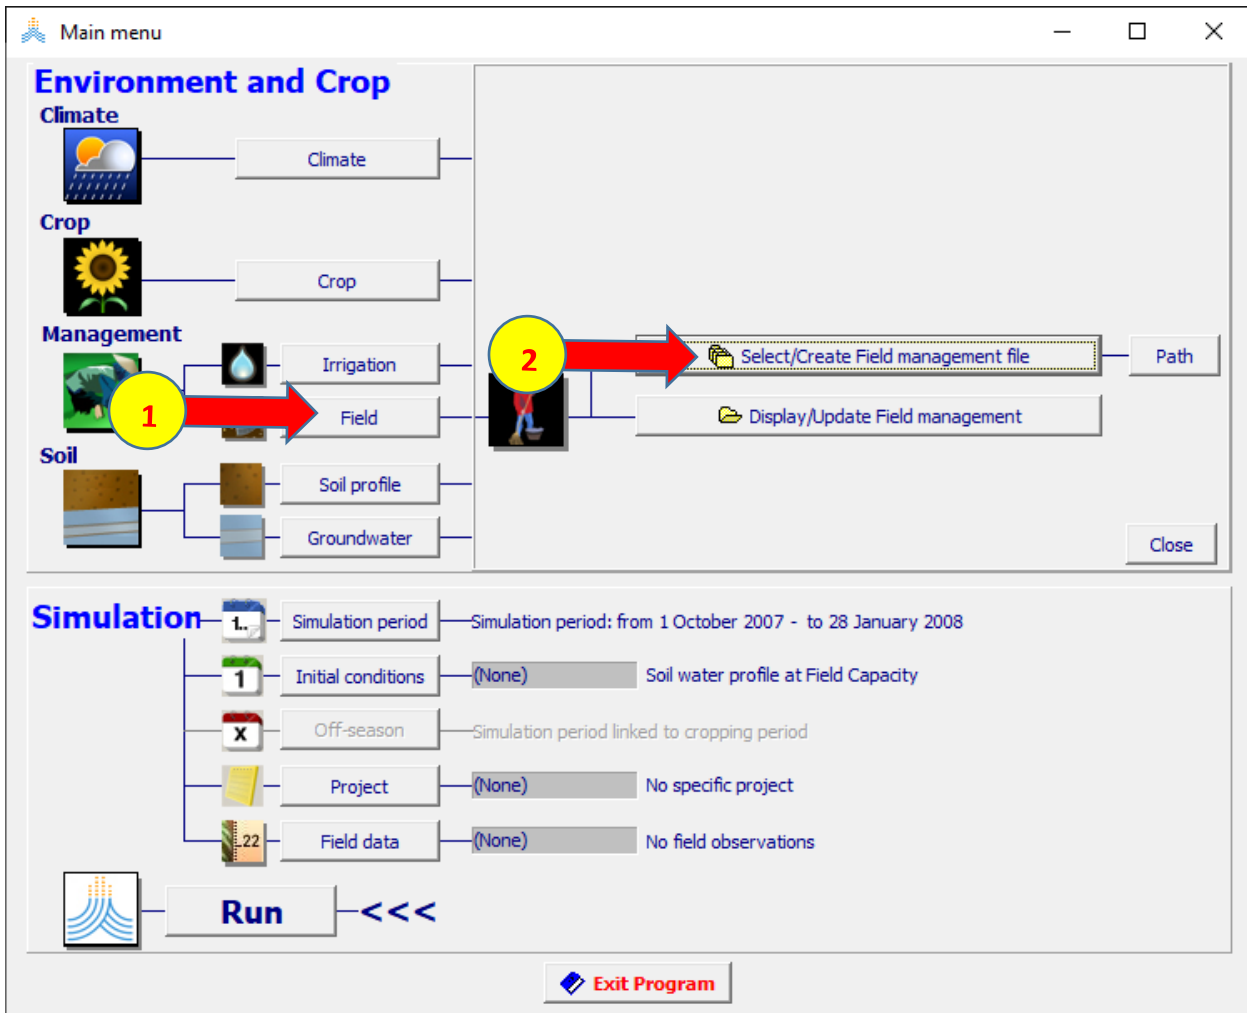 Main menu
Environment and Crop
Climate
Climate
Crop
Crop
Management
Irrigation
2
Select/Create Field management file
Path
1
Field
Display/Update Field management
Soil
Soil profile
Groundwater
Close
Simulation
1..
Simulation period
Simulation period: from 1 October 2007 - to 28 January 2008
1
Initial conditions
(None)
Soil water profile at Field Capacity
X
Off-season
Simulation period linked to cropping period
Project
(None)
No specific project
.22
Field data
(None)
No field observations
Run
<<<
Exit Program